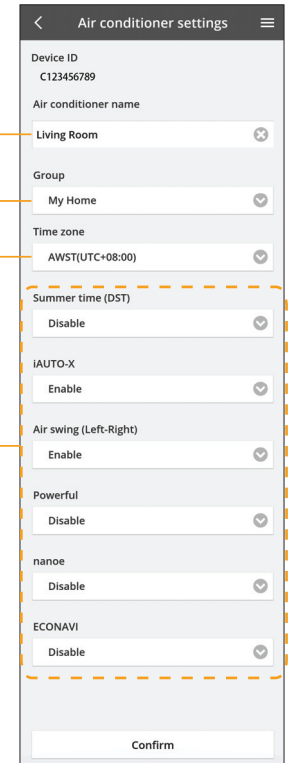 Air conditioner settings
Device ID
C123456789
Air conditioner name
Living Room
Group
My Home
Time zone
AWST(UTC+08:00)
Summer time (DST)
Disable
iAUTO-X
Enable
Air swing (Left-Right)
Enable
Powerful
Disable
nanoe
Disable
ECONAVI
Disable
Confirm